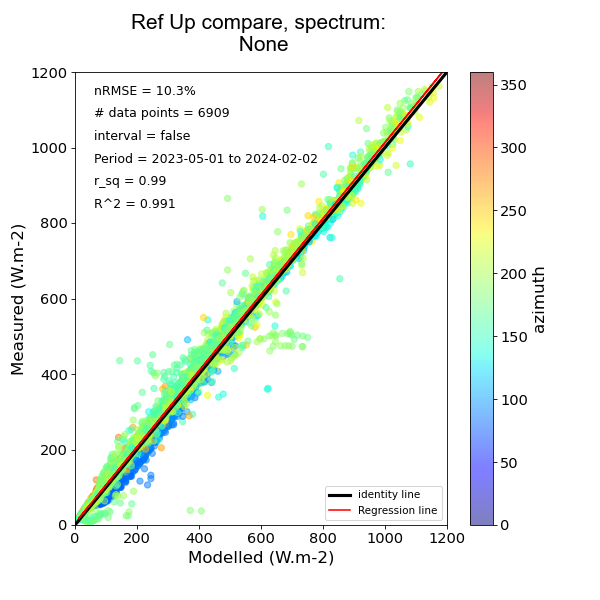 Ref Up compare, spectrum:
None
nRMSE = 10.3%
# data points = 6909
interval = false
Period = 2023-05-01 to 2024-02-02
r_sq = 0.99
R^2 = 0.991
1200
1000
800
600
400
200
0
Measured (W.m-2)
0 200 400 600 800 1000 1200
Modelled (W.m-2)
identity line
Regression line
350
300
250
200
150
100
50
0
azimuth